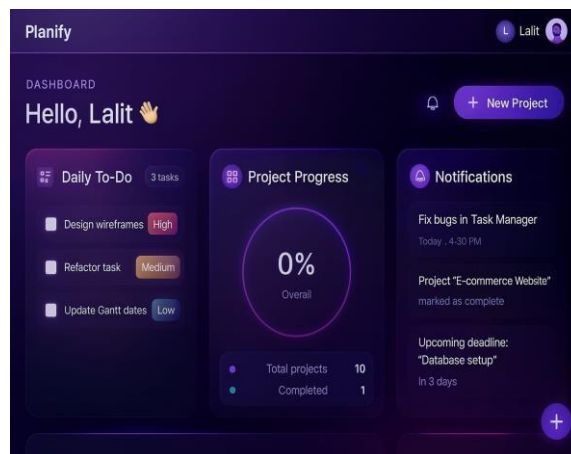 Planify
L Lalit
DASHBOARD
Hello, Lalit 👋
+ New Project
Daily To-Do 3 tasks
Design wireframes High
Refactor task Medium
Update Gantt dates Low
Project Progress
0%
Overall
Total projects 10
Completed 1
Notifications
Fix bugs in Task Manager
Today . 4-30 PM
Project "E-commerce Website"
marked as complete
Upcoming deadline:
"Database setup"
In 3 days
+